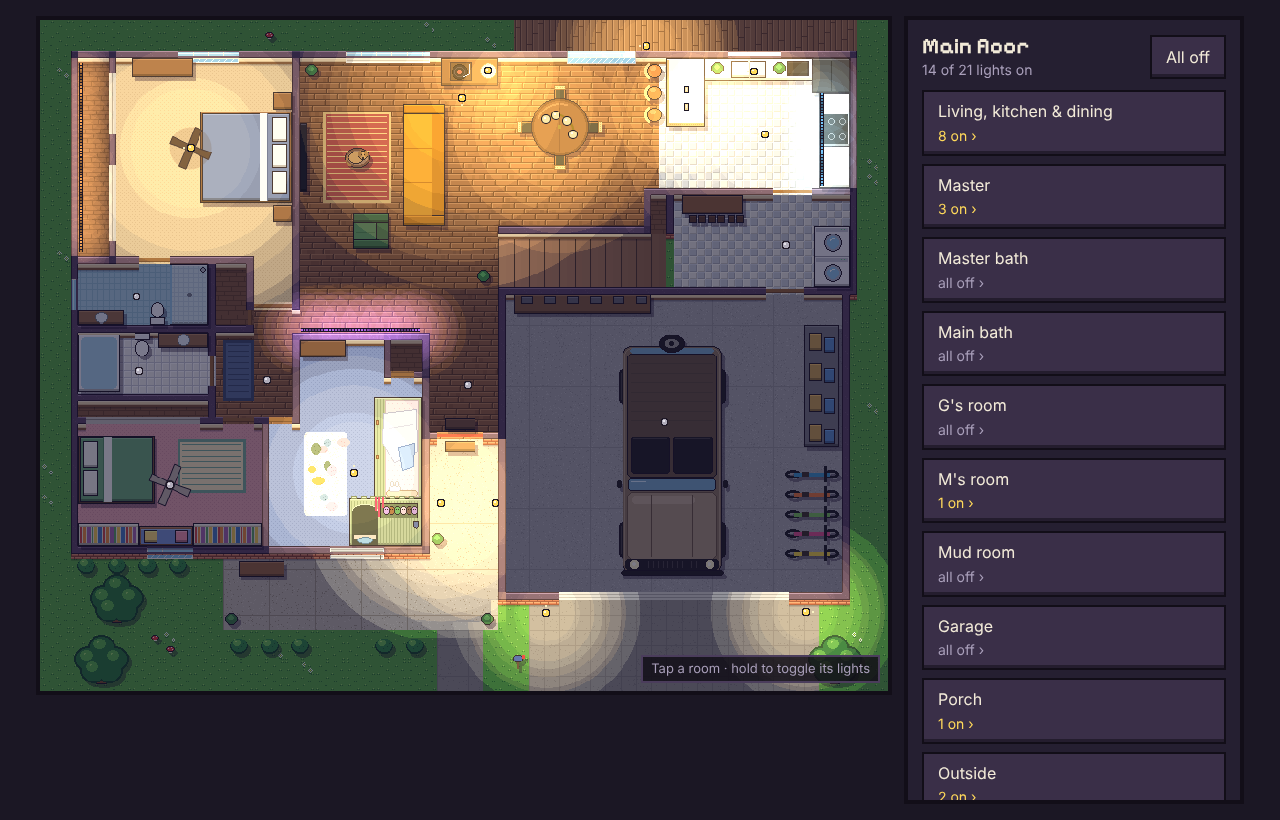 Main floor
14 of 21 lights on
All off
Living, kitchen & dining
8 on ›
Master
3 on ›
Master bath
all off ›
Main bath
all off ›
G's room
all off ›
M's room
1 on ›
Mud room
all off ›
Garage
all off ›
Porch
1 on ›
Outside
2 on ›
Tap a room · hold to toggle its lights